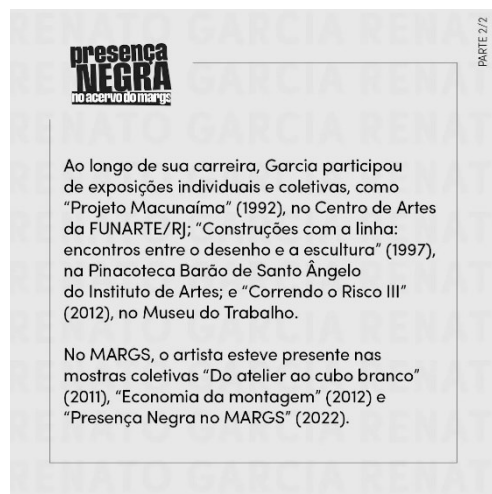 PARTE 2/2
presença
NEGRA
no acervo do margs
Ao longo de sua carreira, Garcia participou
de exposições individuais e coletivas, como
“Projeto Macunaíma” (1992), no Centro de Artes
da FUNARTE/RJ; “Construções com a linha:
encontros entre o desenho e a escultura” (1997),
na Pinacoteca Barão de Santo Ângelo
do Instituto de Artes; e “Correndo o Risco III”
(2012), no Museu do Trabalho.
No MARGS, o artista esteve presente nas
mostras coletivas “Do atelier ao cubo branco”
(2011), “Economia da montagem” (2012) e
“Presença Negra no MARGS” (2022).
RENATO GARCIA RENATO